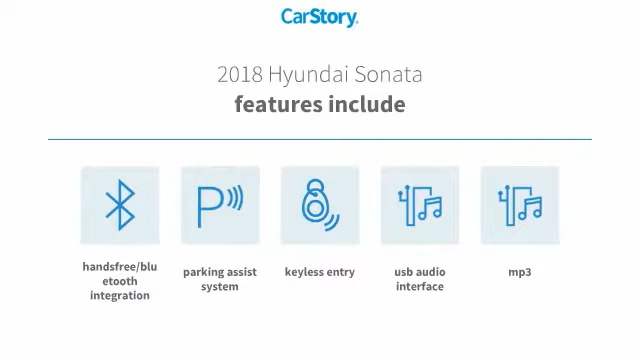 CarStory.
2018 Hyundai Sonata
features include
P
handsfree/blu
etooth
integration
parking assist
system
keyless entry
usb audio
interface
mp3